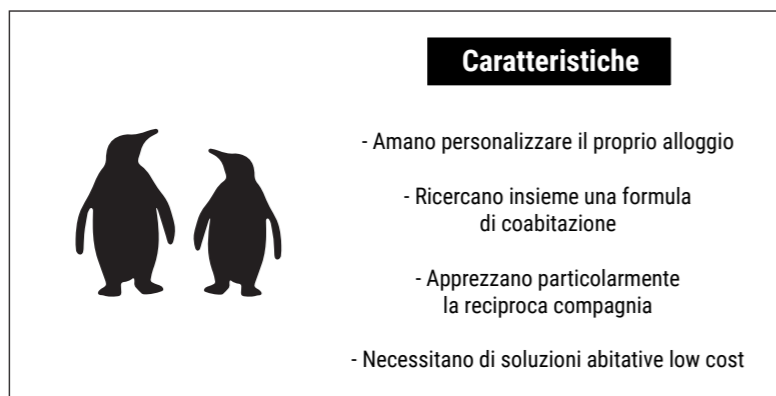 Caratteristiche
- Amano personalizzare il proprio alloggio
- Ricercano insieme una formula
di coabitazione
- Apprezzano particolarmente
la reciproca compagnia
- Necessitano di soluzioni abitative low cost